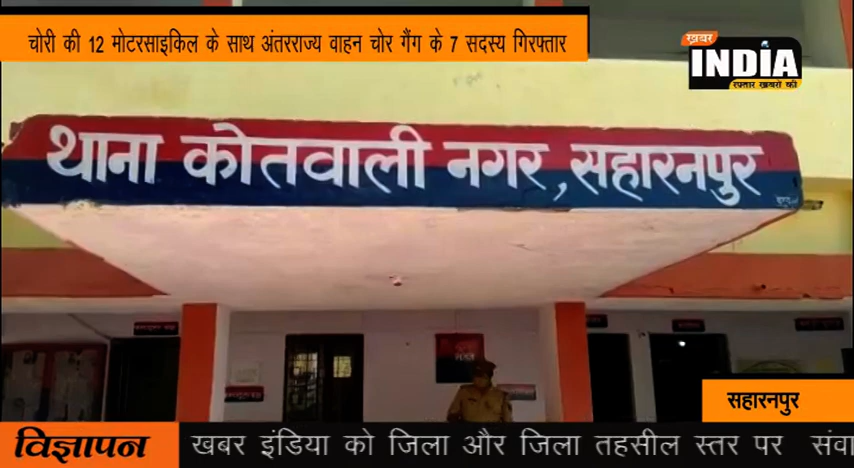 चोरी की 12 मोटरसाइकिल के साथ अंतरराज्य वाहन चोर गैंग के 7 सदस्य गिरफ्तार
खबर
INDIA
रफ्तार खबरों की
थाना कोतवाली नगर, सहारनपुर
सहारनपुर
विज्ञापन
खबर इंडिया को जिला और जिला तहसील स्तर पर संवा